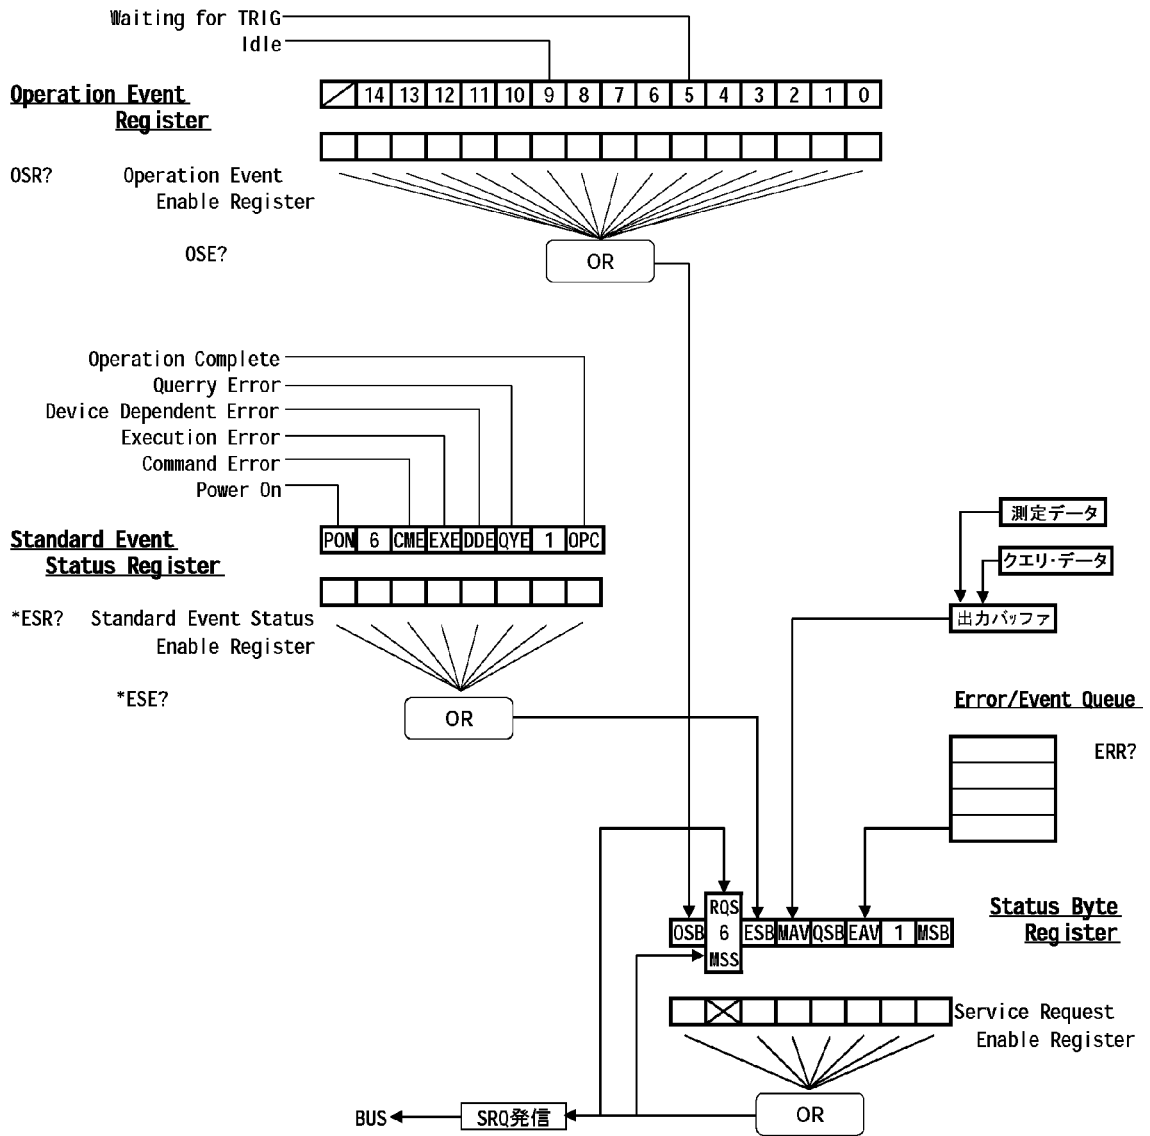 Waiting for TRIG
Idle
Operation Event
Register
14 13 12 11 10 9 8 7 6 5 4 3 2 1 0
OSR? Operation Event
Enable Register
OSE?
OR
Operation Complete
Querry Error
Device Dependent Error
Execution Error
Command Error
Power On
Standard Event
Status Register
PON 6 CME EXE DDE QYE 1 OPC
*ESR? Standard Event Status
Enable Register
*ESE?
OR
測定データ
クエリ・データ
出力バッファ
Error/Event Queue
ERR?
Status Byte
Register
RQS
OSB 6 ESB MAV QSB EAV 1 MSB
MSS
Service Request
Enable Register
OR
BUS SRQ発信